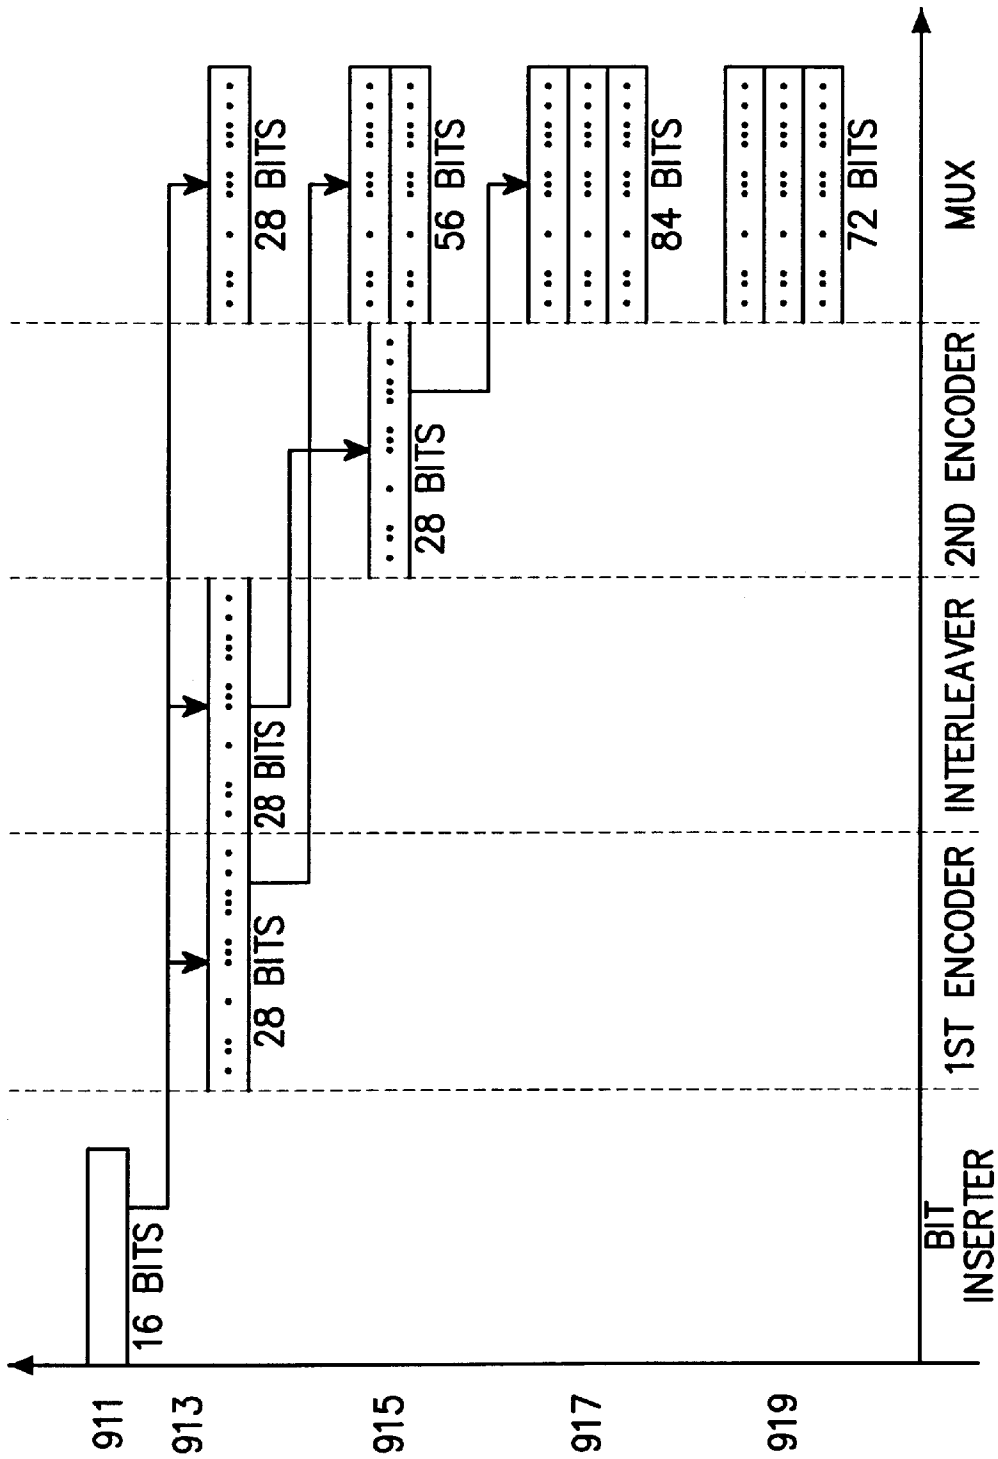 911
16 BITS
913
28 BITS
28 BITS
28 BITS
915
28 BITS
56 BITS
917
84 BITS
919
72 BITS
BIT
INSERTER
1ST ENCODER
INTERLEAVER
2ND ENCODER
MUX